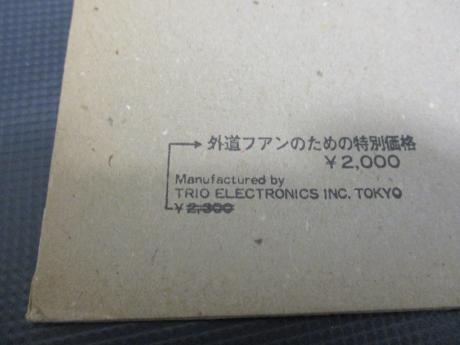 外道フアンのための特別価格
￥2,000
Manufactured by
TRIO ELECTRONICS INC. TOKYO
￥2,300